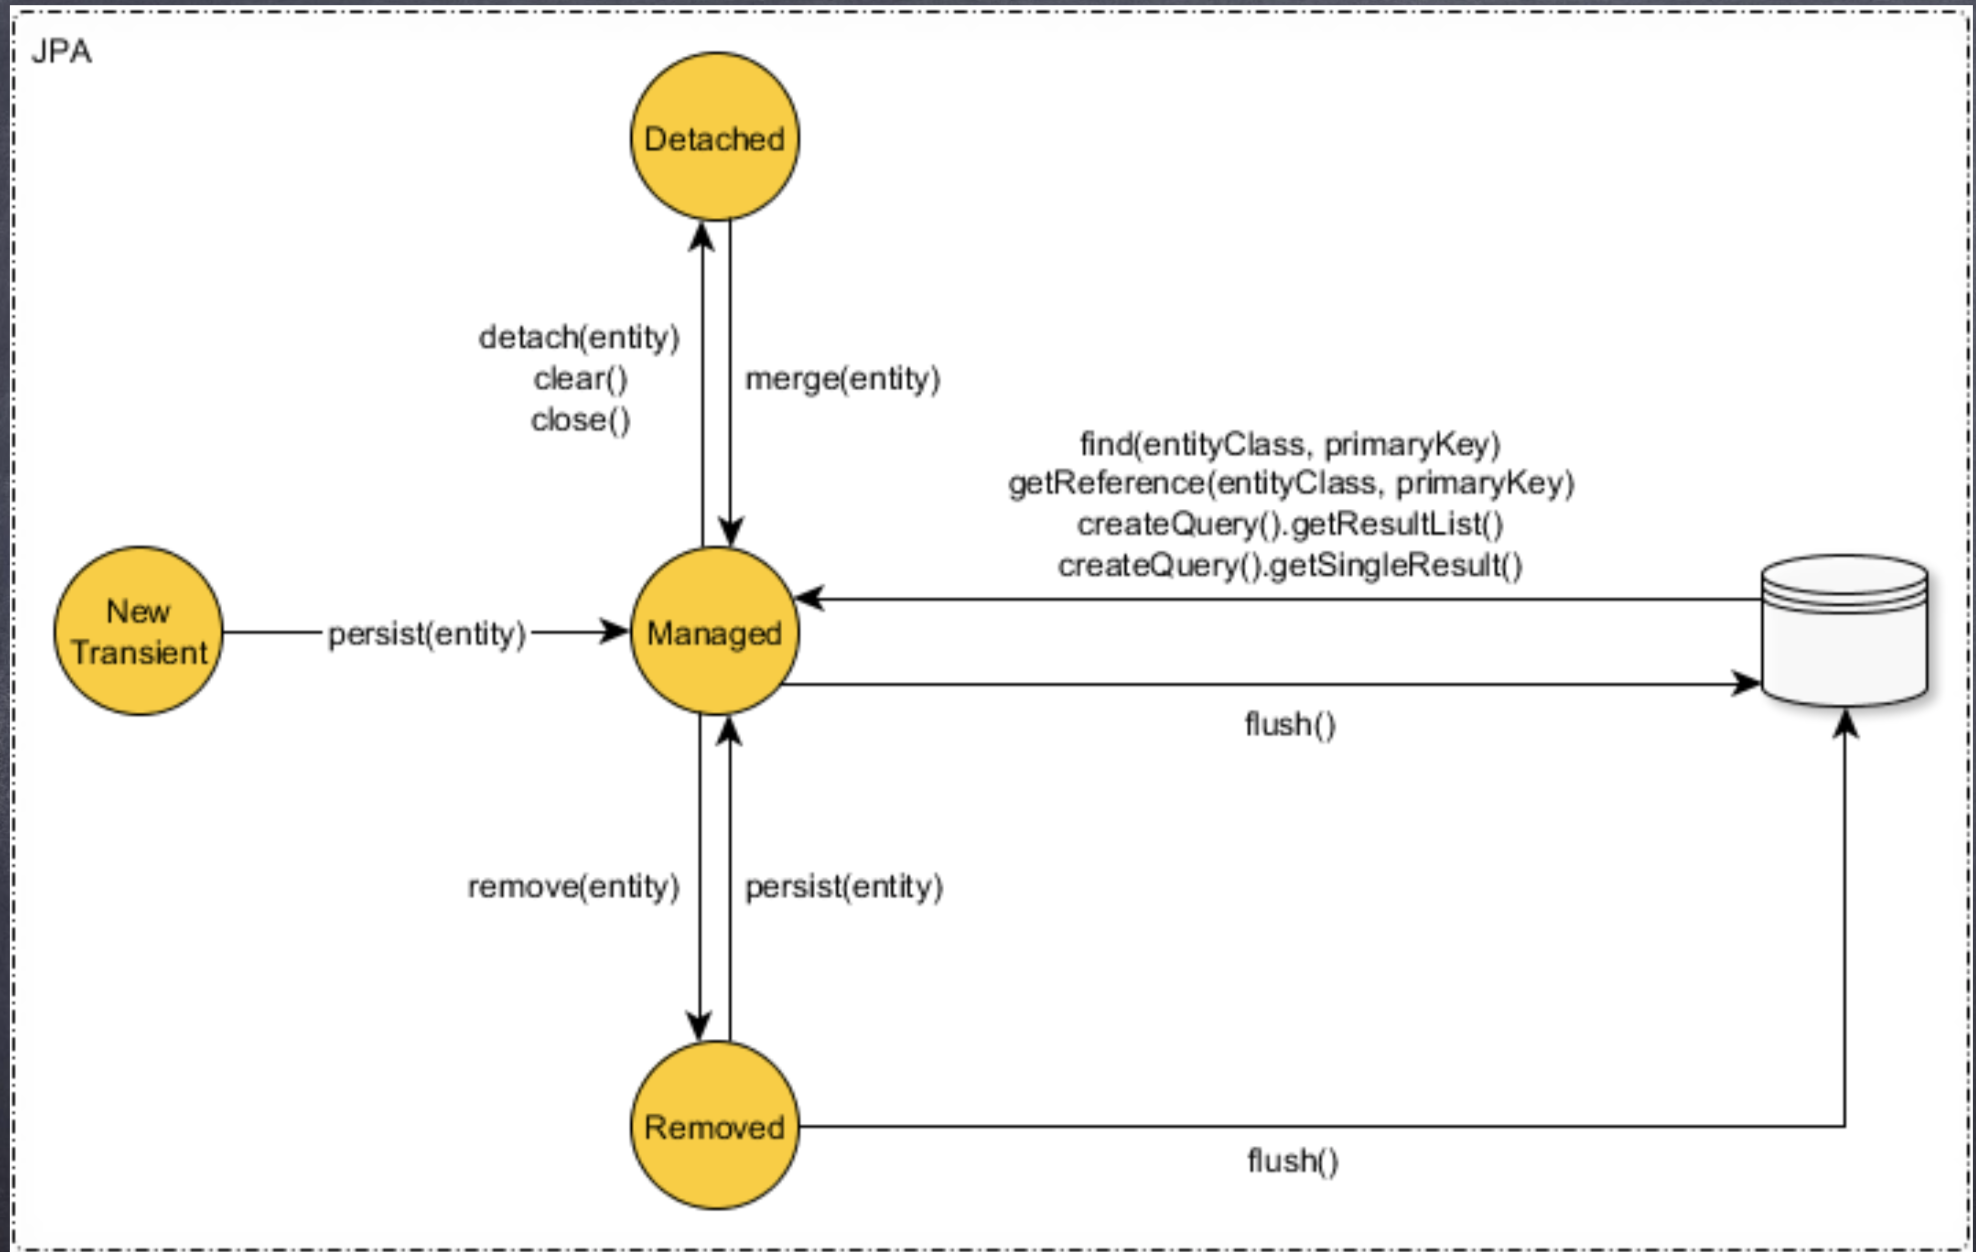 JPA
Detached
detach(entity)
clear()
close()
merge(entity)
find(entityClass, primaryKey)
getReference(entityClass, primaryKey)
createQuery().getResultList()
createQuery().getSingleResult()
New
Transient
persist(entity)
Managed
flush()
remove(entity)
persist(entity)
Removed
flush()